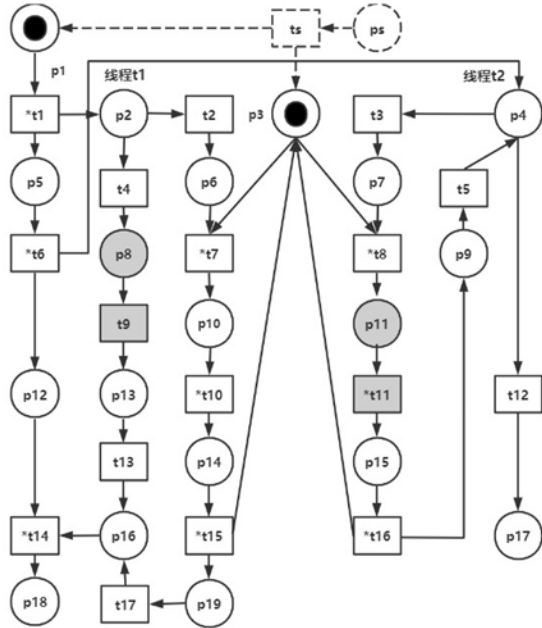 ts ps
p1 线程t1 线程t2
*t1 p2 t2 p3 t3 p4
p5 t4 p6 p7 t5
*t6 p8 *t7 *t8 p9
t9 p10 p11
p12 p13 *t10 *t11 t12
t13 p14 p15
*t14 p16 *t15 *t16 p17
p18 t17 p19